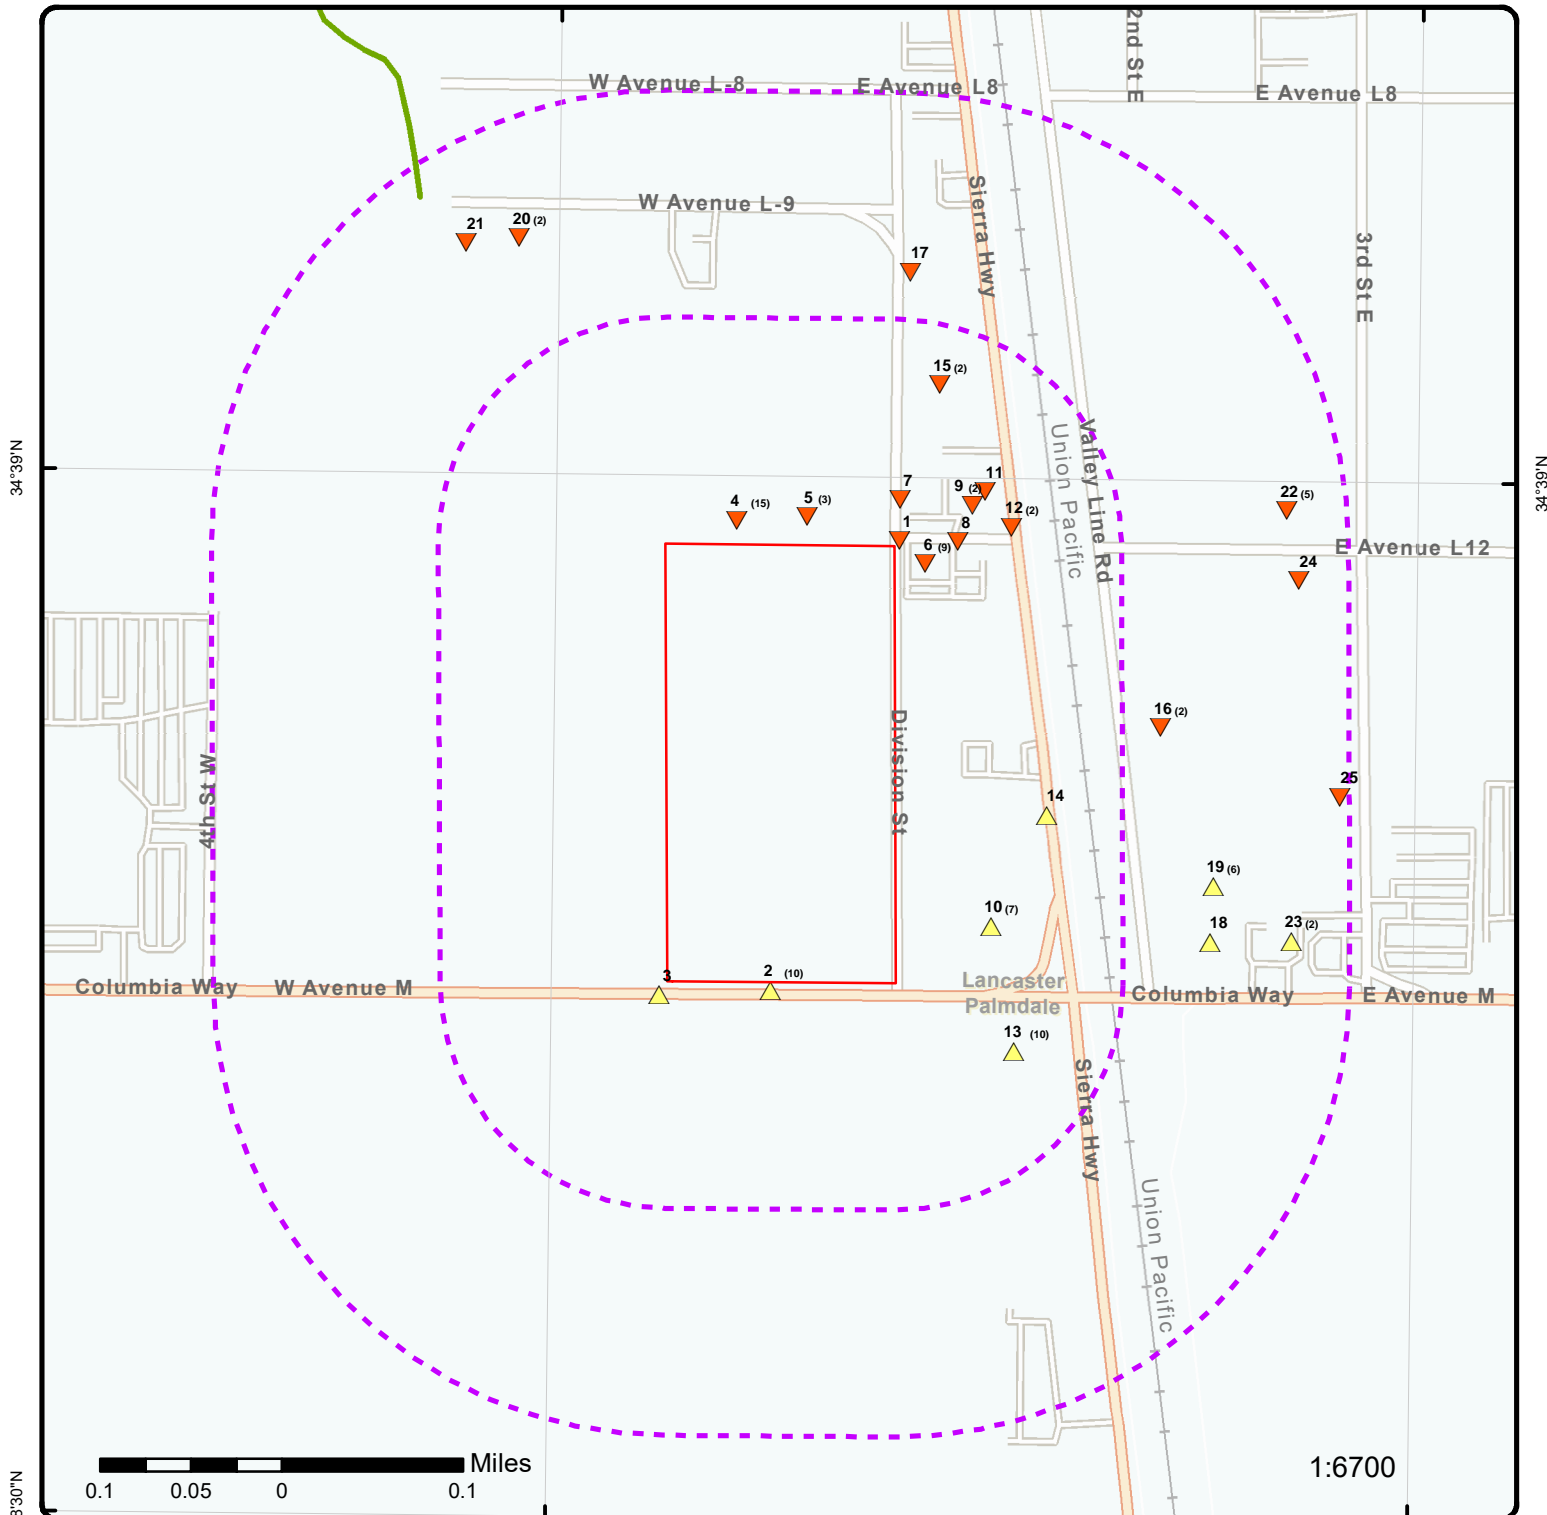 2nd St E
W Avenue L-8
E Avenue L8
E Avenue L8
Sierra Hwy
W Avenue L-9
21
20 (2)
17
3rd St E
15 (2)
34°39'N
34°39'N
Union Pacific
Valley Line Rd
7
11
9 (2)
4 (15)
5 (3)
12 (2)
22 (5)
1
8
6 (9)
E Avenue L12
24
16 (2)
Division St
4th St W
25
14
19 (6)
10 (7)
18
23 (2)
3
2 (10)
Columbia Way
W Avenue M
Lancaster
Palmdale
Columbia Way
E Avenue M
13 (10)
Sierra Hwy
Union Pacific
Miles
0.1
0.05
0
0.1
1:6700
8'30"N